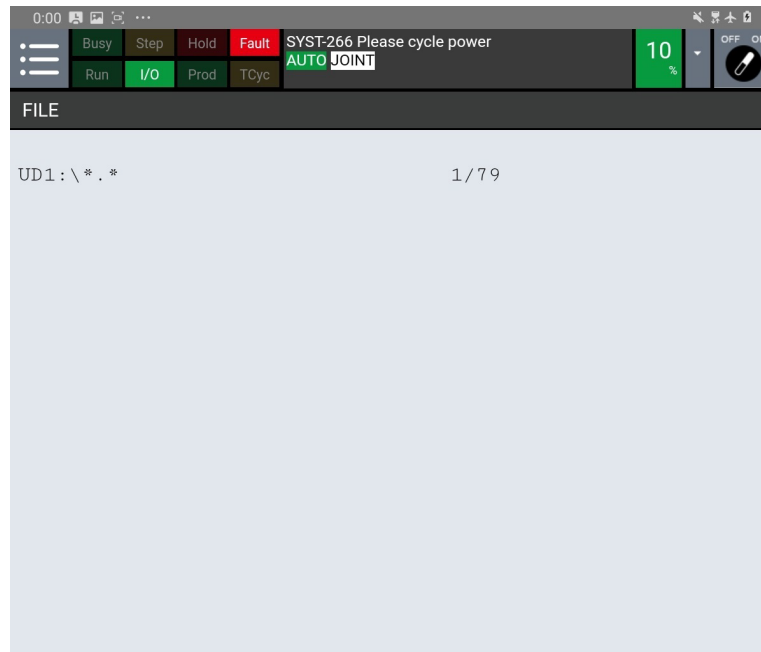 0:00
Busy Step Hold Fault SYST-266 Please cycle power
Run I/O Prod TCyc AUTO JOINT
10
%
OFF
FILE
UD1:\*.* 1/79